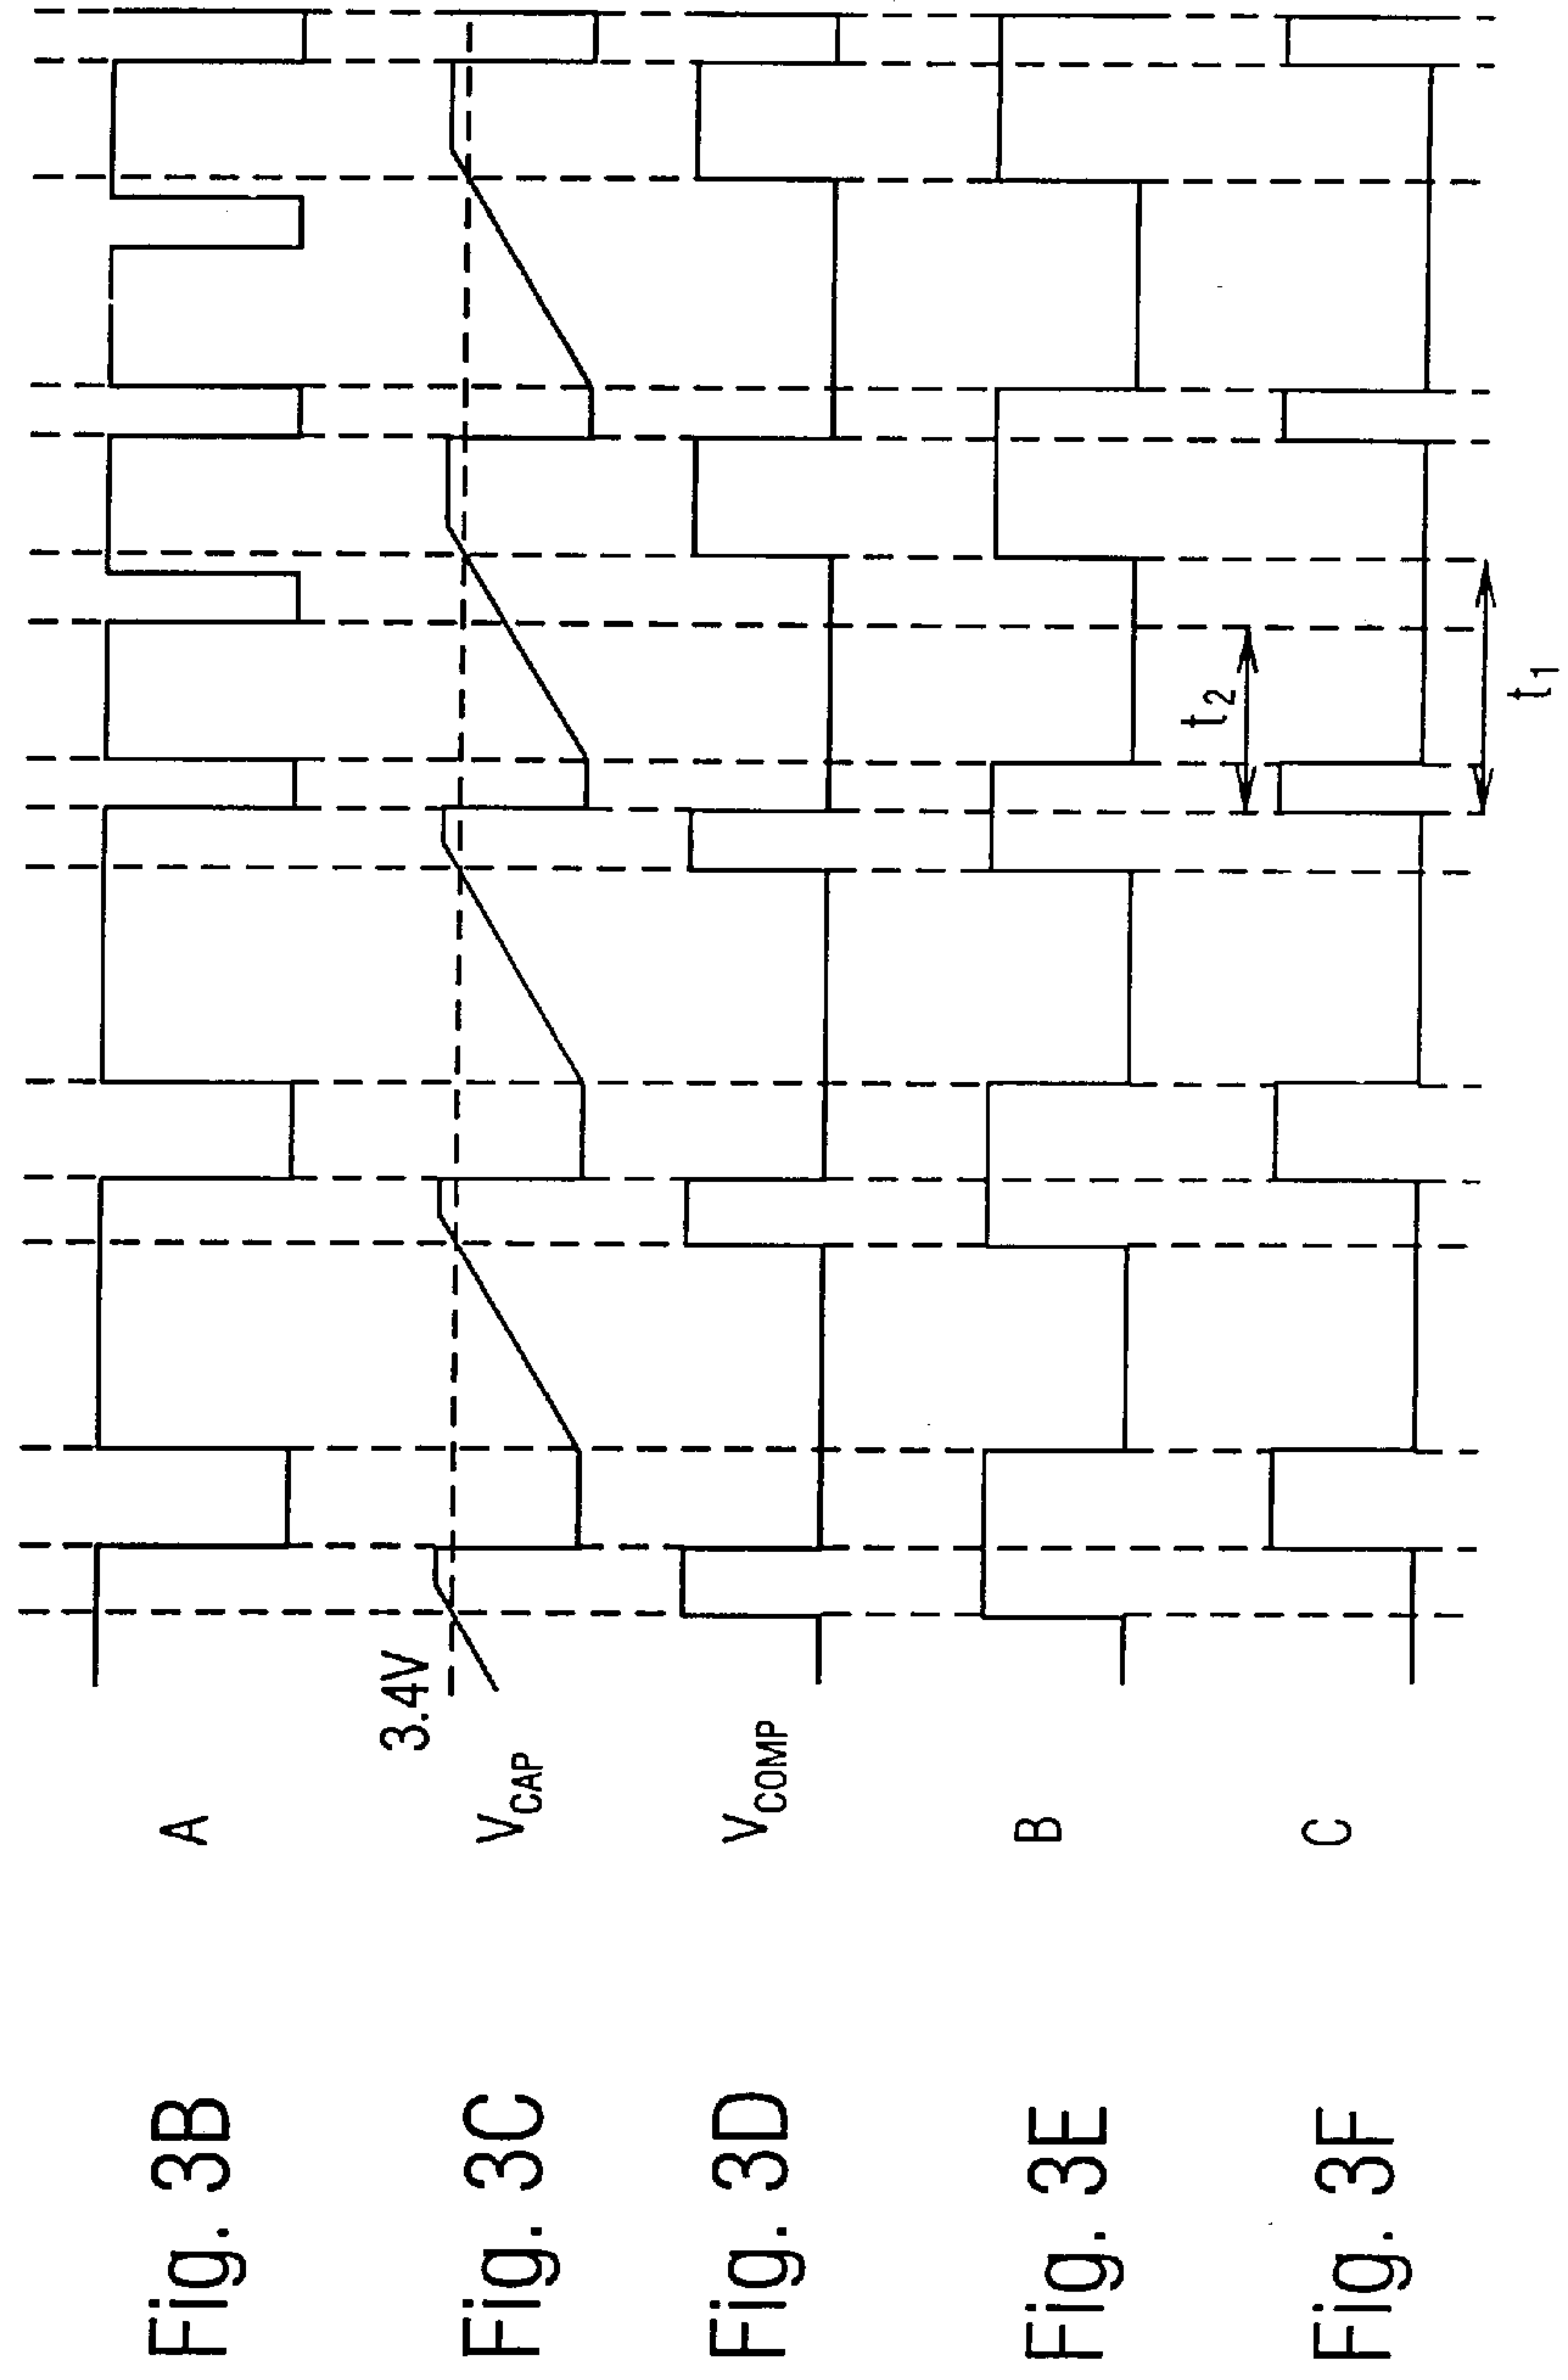 Fig. 3B A
Fig. 3C V_CAP 3.4V
Fig. 3D V_COMP
Fig. 3E B
Fig. 3F C
t_2
t_1